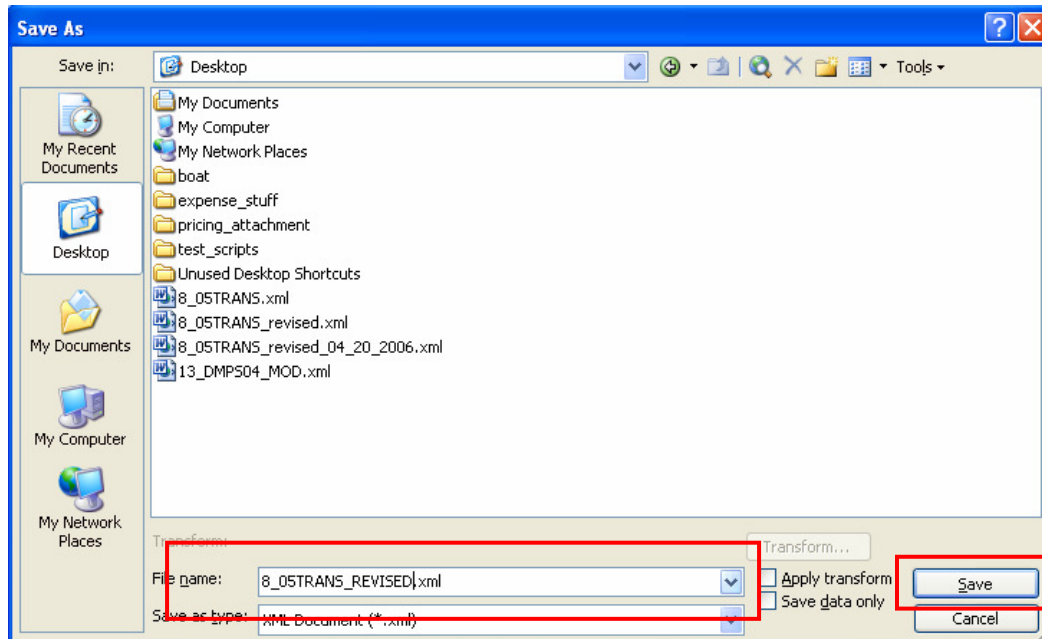 Save As
Save in:
Desktop
Tools
My Recent
Documents
Desktop
My Documents
My Computer
My Network
Places
My Documents
My Computer
My Network Places
boat
expense_stuff
pricing_attachment
test_scripts
Unused Desktop Shortcuts
8_05TRANS.xml
8_05TRANS_revised.xml
8_05TRANS_revised_04_20_2006.xml
13_DMPS04_MOD.xml
Transform:
Transform...
File name:
8_05TRANS_REVISED.xml
Apply transform
Save
Save as type:
XML Document (*.xml)
Save data only
Cancel